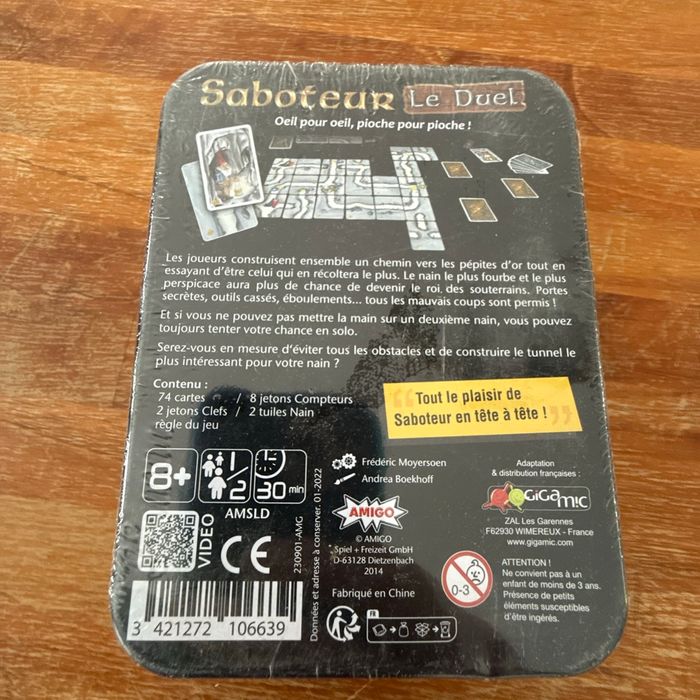 Saboteur Le Duel
Oeil pour oeil, pioche pour pioche !
Les joueurs construisent ensemble un chemin vers les pépites d'or tout en
essayant d'être celui qui en récoltera le plus. Le nain le plus fourbe et le plus
perspicace aura plus de chance de devenir le roi des souterrains. Portes
secrètes, outils cassés, éboulements... tous les mauvais coups sont permis !
Et si vous ne pouvez pas mettre la main sur un deuxième nain, vous pouvez
toujours tenter votre chance en solo.
Serez-vous en mesure d'éviter tous les obstacles et de construire le tunnel le
plus intéressant pour votre nain ?
Contenu :
74 cartes / 8 jetons Compteurs
2 jetons Clefs / 2 tuiles Nain
règle du jeu
"Tout le plaisir de
Saboteur en tête à tête !"
8+
1/2
30 min
AMSLD
VIDEO
CE
230901-AMG
Données et adresse à conserver. 01-2022
3 421272 106639
Frédéric Moyersoen
Andrea Boekhoff
AMIGO
© AMIGO
Spiel + Freizeit GmbH
D-63128 Dietzenbach
2014
Fabriqué en Chine
FR
Adaptation
& distribution françaises :
GIGAMIC
ZAL Les Garennes
F62930 WIMEREUX - France
www.gigamic.com
0-3
ATTENTION !
Ne convient pas à un
enfant de moins de 3 ans.
Présence de petits
éléments susceptibles
d'être ingérés.